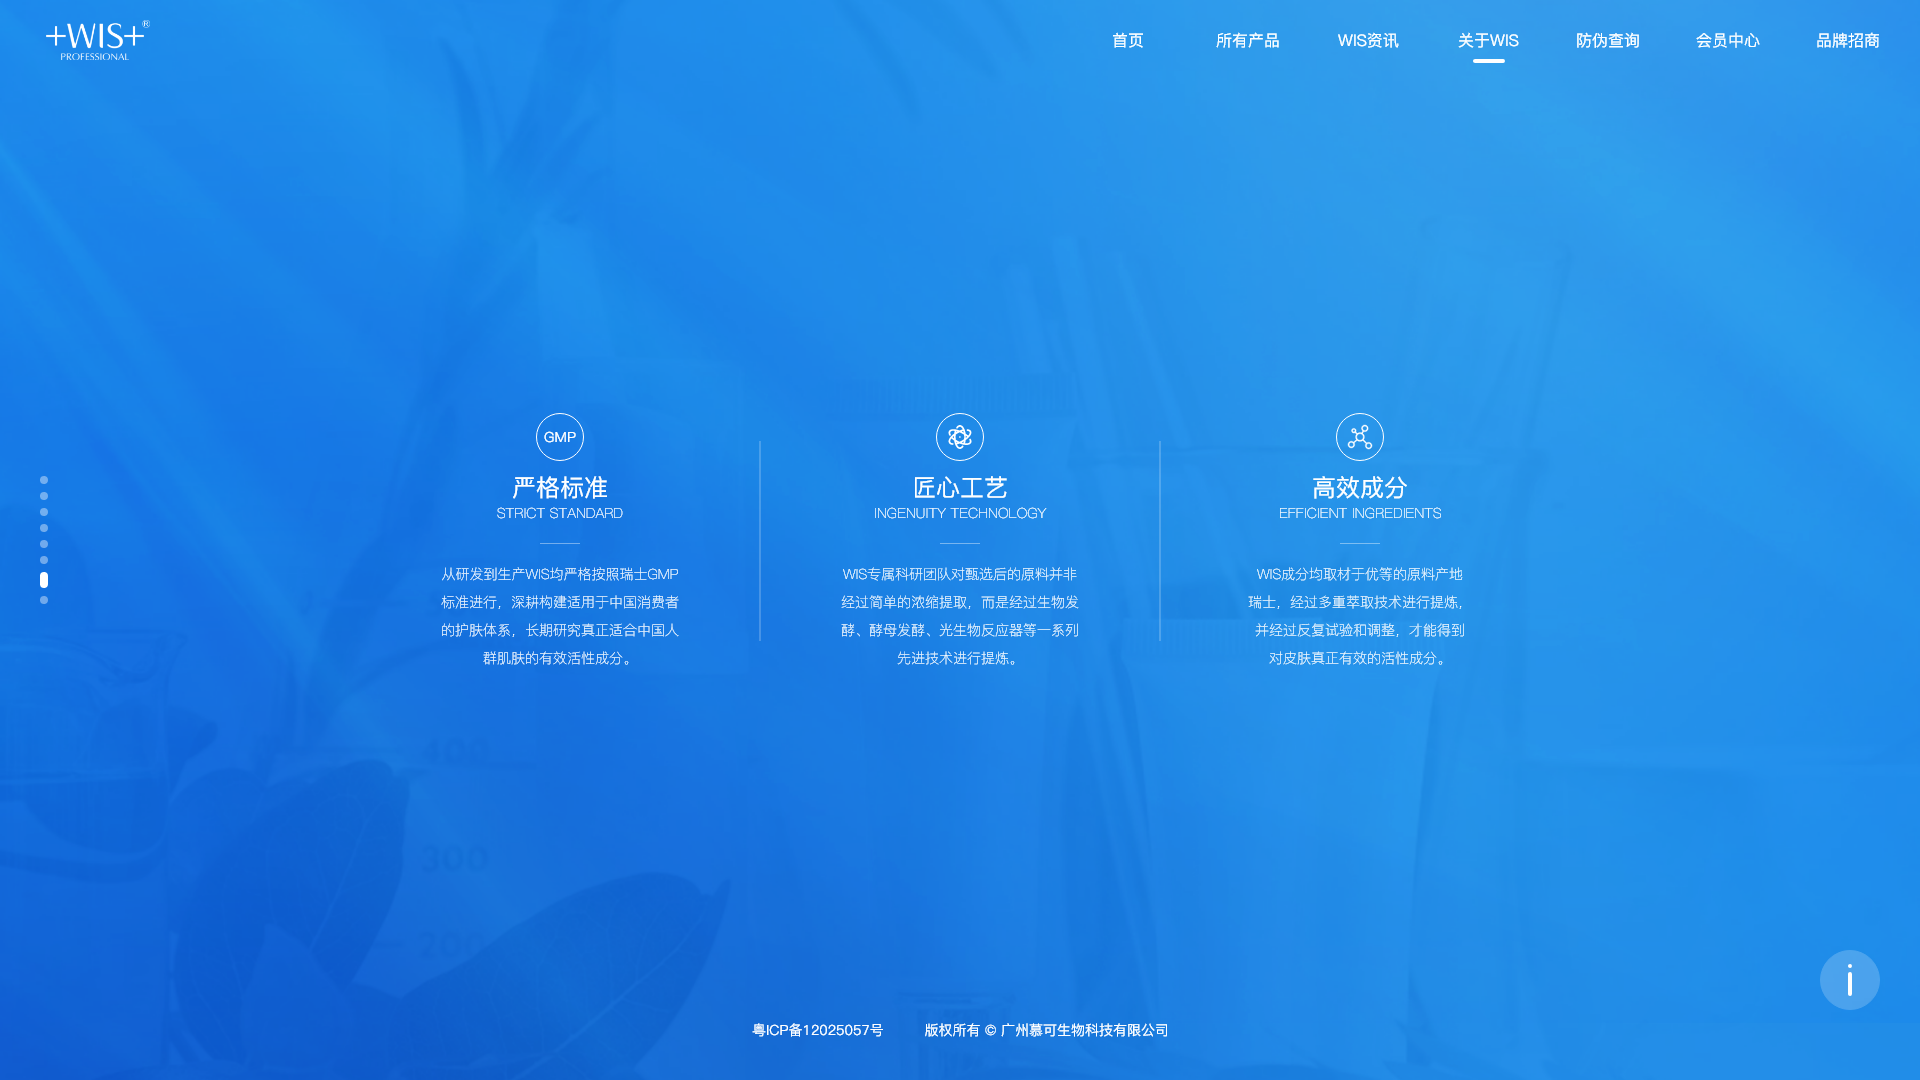 +WIS+®
PROFESSIONAL
首页
所有产品
WIS资讯
关于WIS
防伪查询
会员中心
品牌招商
GMP
严格标准
STRICT STANDARD
从研发到生产WIS均严格按照瑞士GMP
标准进行，深耕构建适用于中国消费者
的护肤体系，长期研究真正适合中国人
群肌肤的有效活性成分。
匠心工艺
INGENUITY TECHNOLOGY
WIS专属科研团队对甄选后的原料并非
经过简单的浓缩提取，而是经过生物发
酵、酵母发酵、光生物反应器等一系列
先进技术进行提炼。
高效成分
EFFICIENT INGREDIENTS
WIS成分均取材于优等的原料产地
瑞士，经过多重萃取技术进行提炼，
并经过反复试验和调整，才能得到
对皮肤真正有效的活性成分。
400
300
200
粤ICP备12025057号
版权所有 © 广州慕可生物科技有限公司